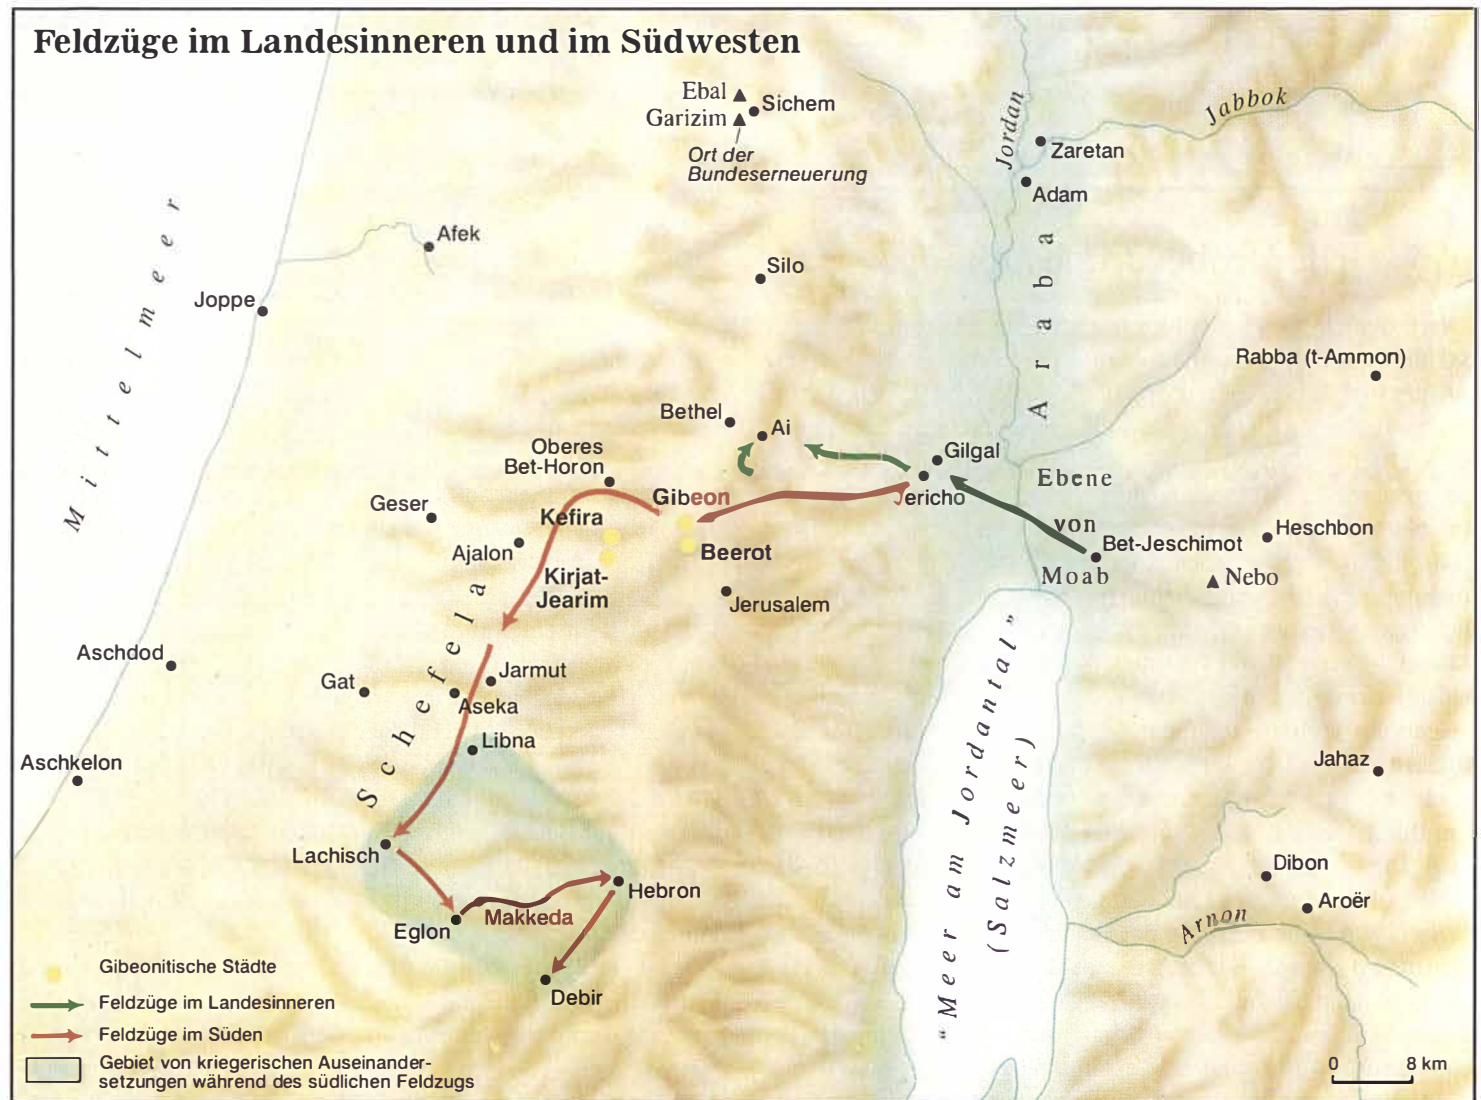 Feldzüge im Landesinneren und im Südwesten
Ebal
Sichem
Garizim
Ort der
Bundeserneuerung
Jordan
Jabbok
Zaretan
Adam
Afek
Silo
Joppe
Mittelmeer
Arabaa
Rabba (t-Ammon)
Bethel
Ai
Oberes
Bet-Horon
Gilgal
Jericho
Ebene
von
Moab
Geser
Gibeon
Kefira
Ajalon
Beerot
Bet-Jeschimot
Heschbon
Nebo
Kirjat-
Jearim
Jerusalem
Schefela
Aschdod
Gat
Jarmut
Aseka
Libna
Aschkelon
Jahaz
"Meer am Jordantal"
(Salzmeer)
Lachisch
Hebron
Makkeda
Eglon
Debir
Dibon
Aroër
Arnon
Gibeonitische Städte
Feldzüge im Landesinneren
Feldzüge im Süden
Gebiet von kriegerischen Auseinander-
setzungen während des südlichen Feldzugs
0 8 km